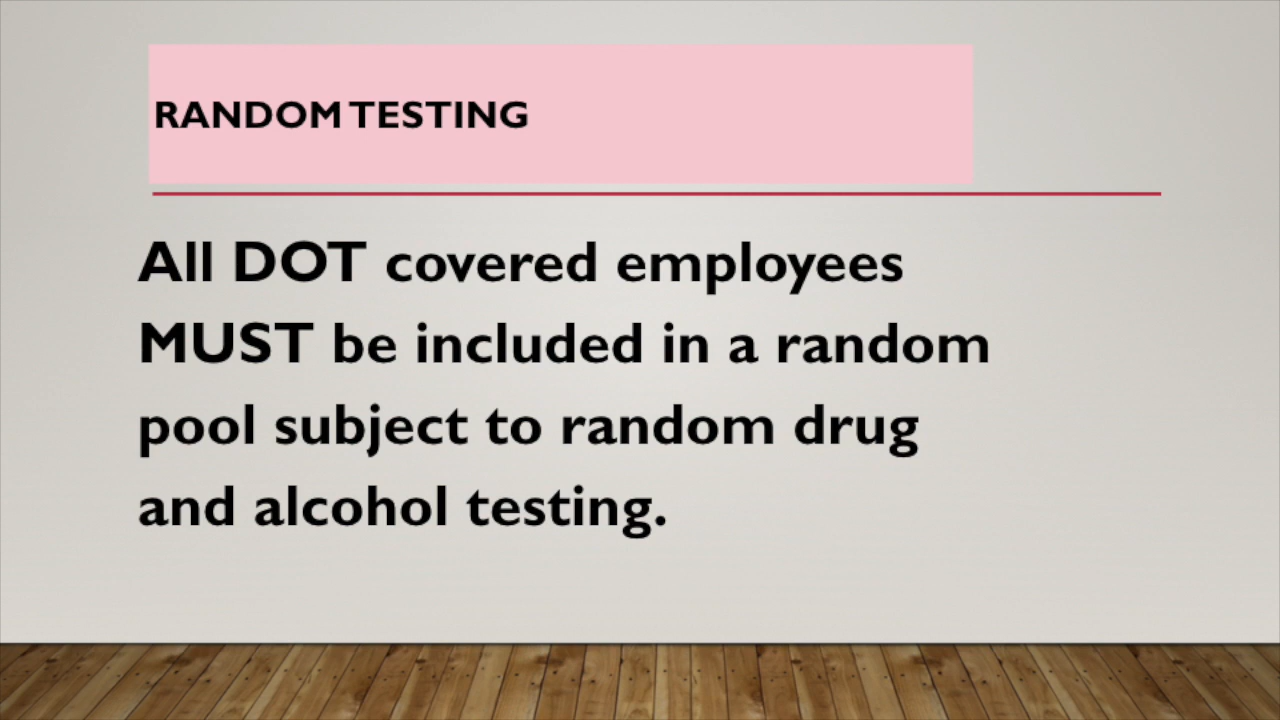 RANDOM TESTING
All DOT covered employees
MUST be included in a random
pool subject to random drug
and alcohol testing.